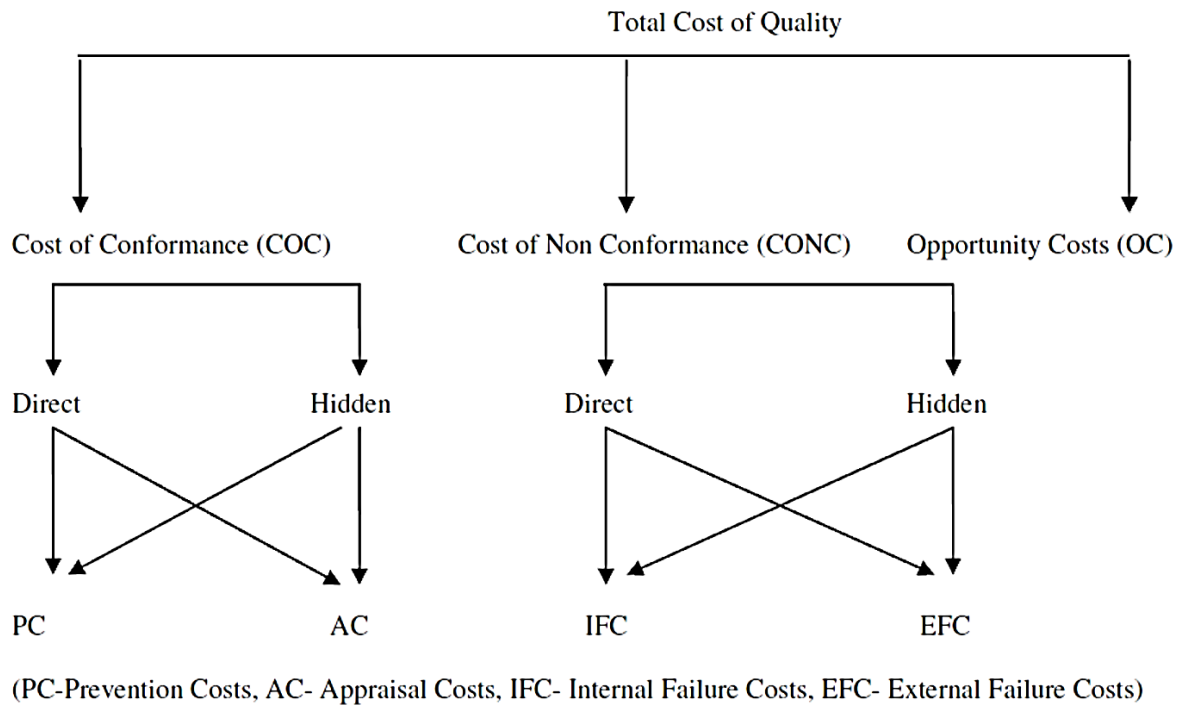 Total Cost of Quality
Cost of Conformance (COC) Cost of Non Conformance (CONC) Opportunity Costs (OC)
Direct Hidden Direct Hidden
PC AC IFC EFC
(PC-Prevention Costs, AC- Appraisal Costs, IFC- Internal Failure Costs, EFC- External Failure Costs)